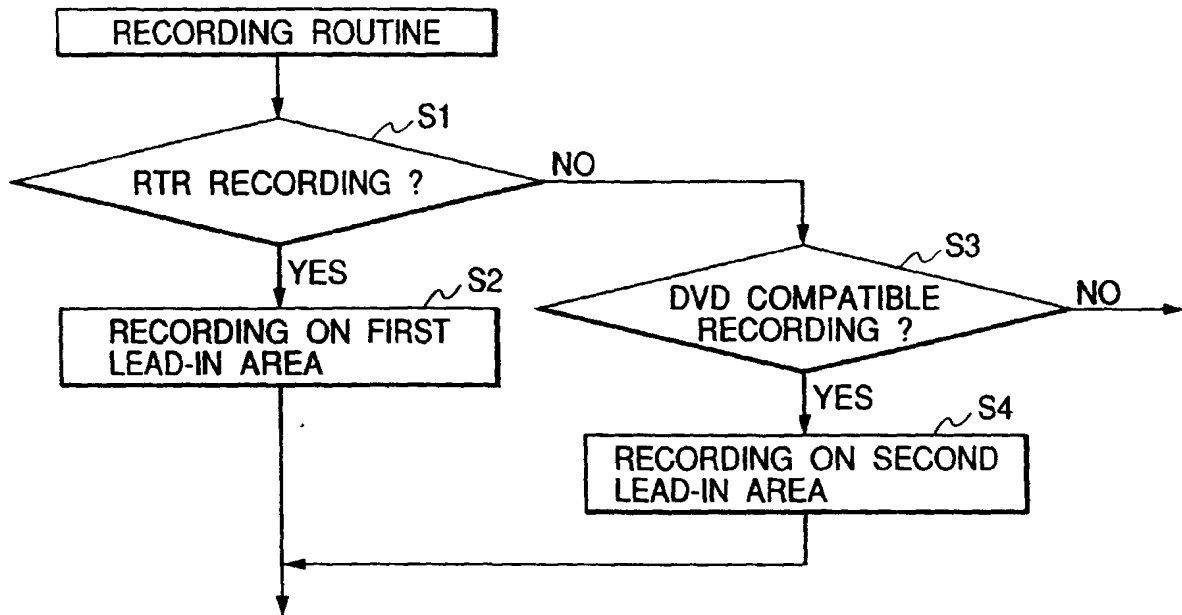 RECORDING ROUTINE
S1
RTR RECORDING ?
NO
YES
S2
RECORDING ON FIRST
LEAD-IN AREA
S3
DVD COMPATIBLE
RECORDING ?
NO
YES
S4
RECORDING ON SECOND
LEAD-IN AREA